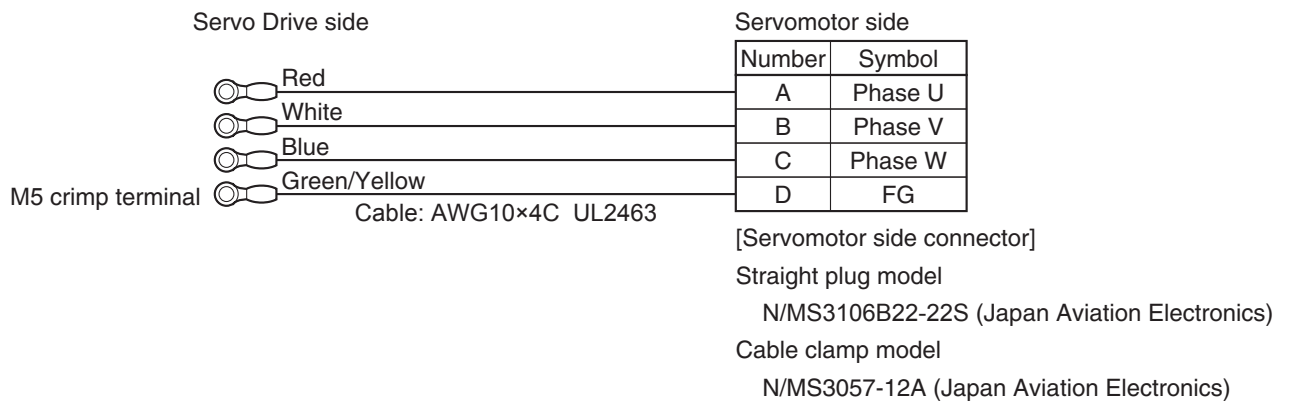 Servo Drive side
Servomotor side
Number Symbol
Red
A Phase U
White
B Phase V
Blue
C Phase W
M5 crimp terminal
Green/Yellow
D FG
Cable: AWG10×4C UL2463
[Servomotor side connector]
Straight plug model
N/MS3106B22-22S (Japan Aviation Electronics)
Cable clamp model
N/MS3057-12A (Japan Aviation Electronics)